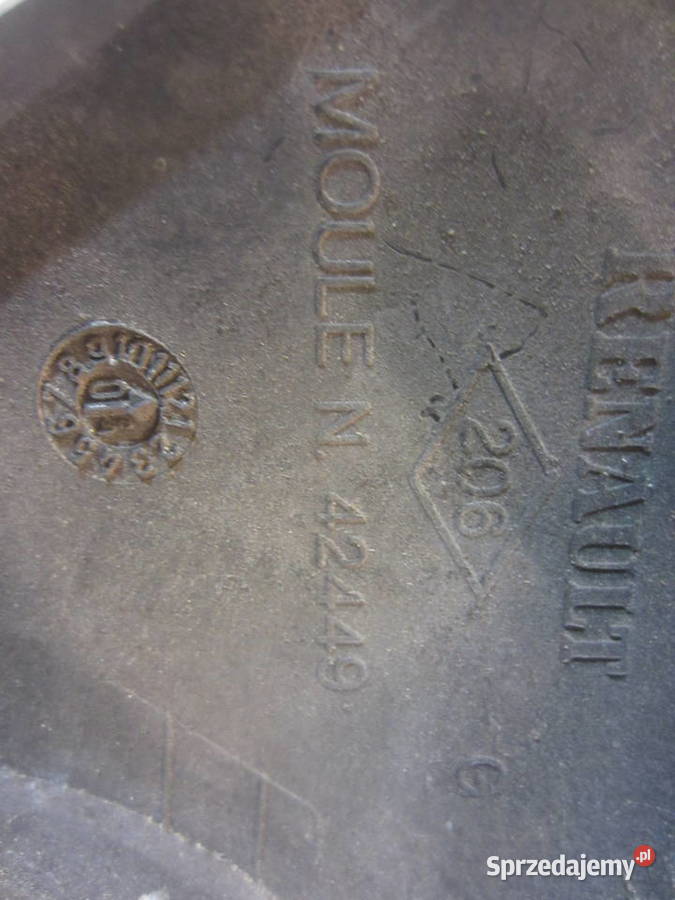 RENAULT
206
MOULE N 42449
G
Sprzedajemy.pl